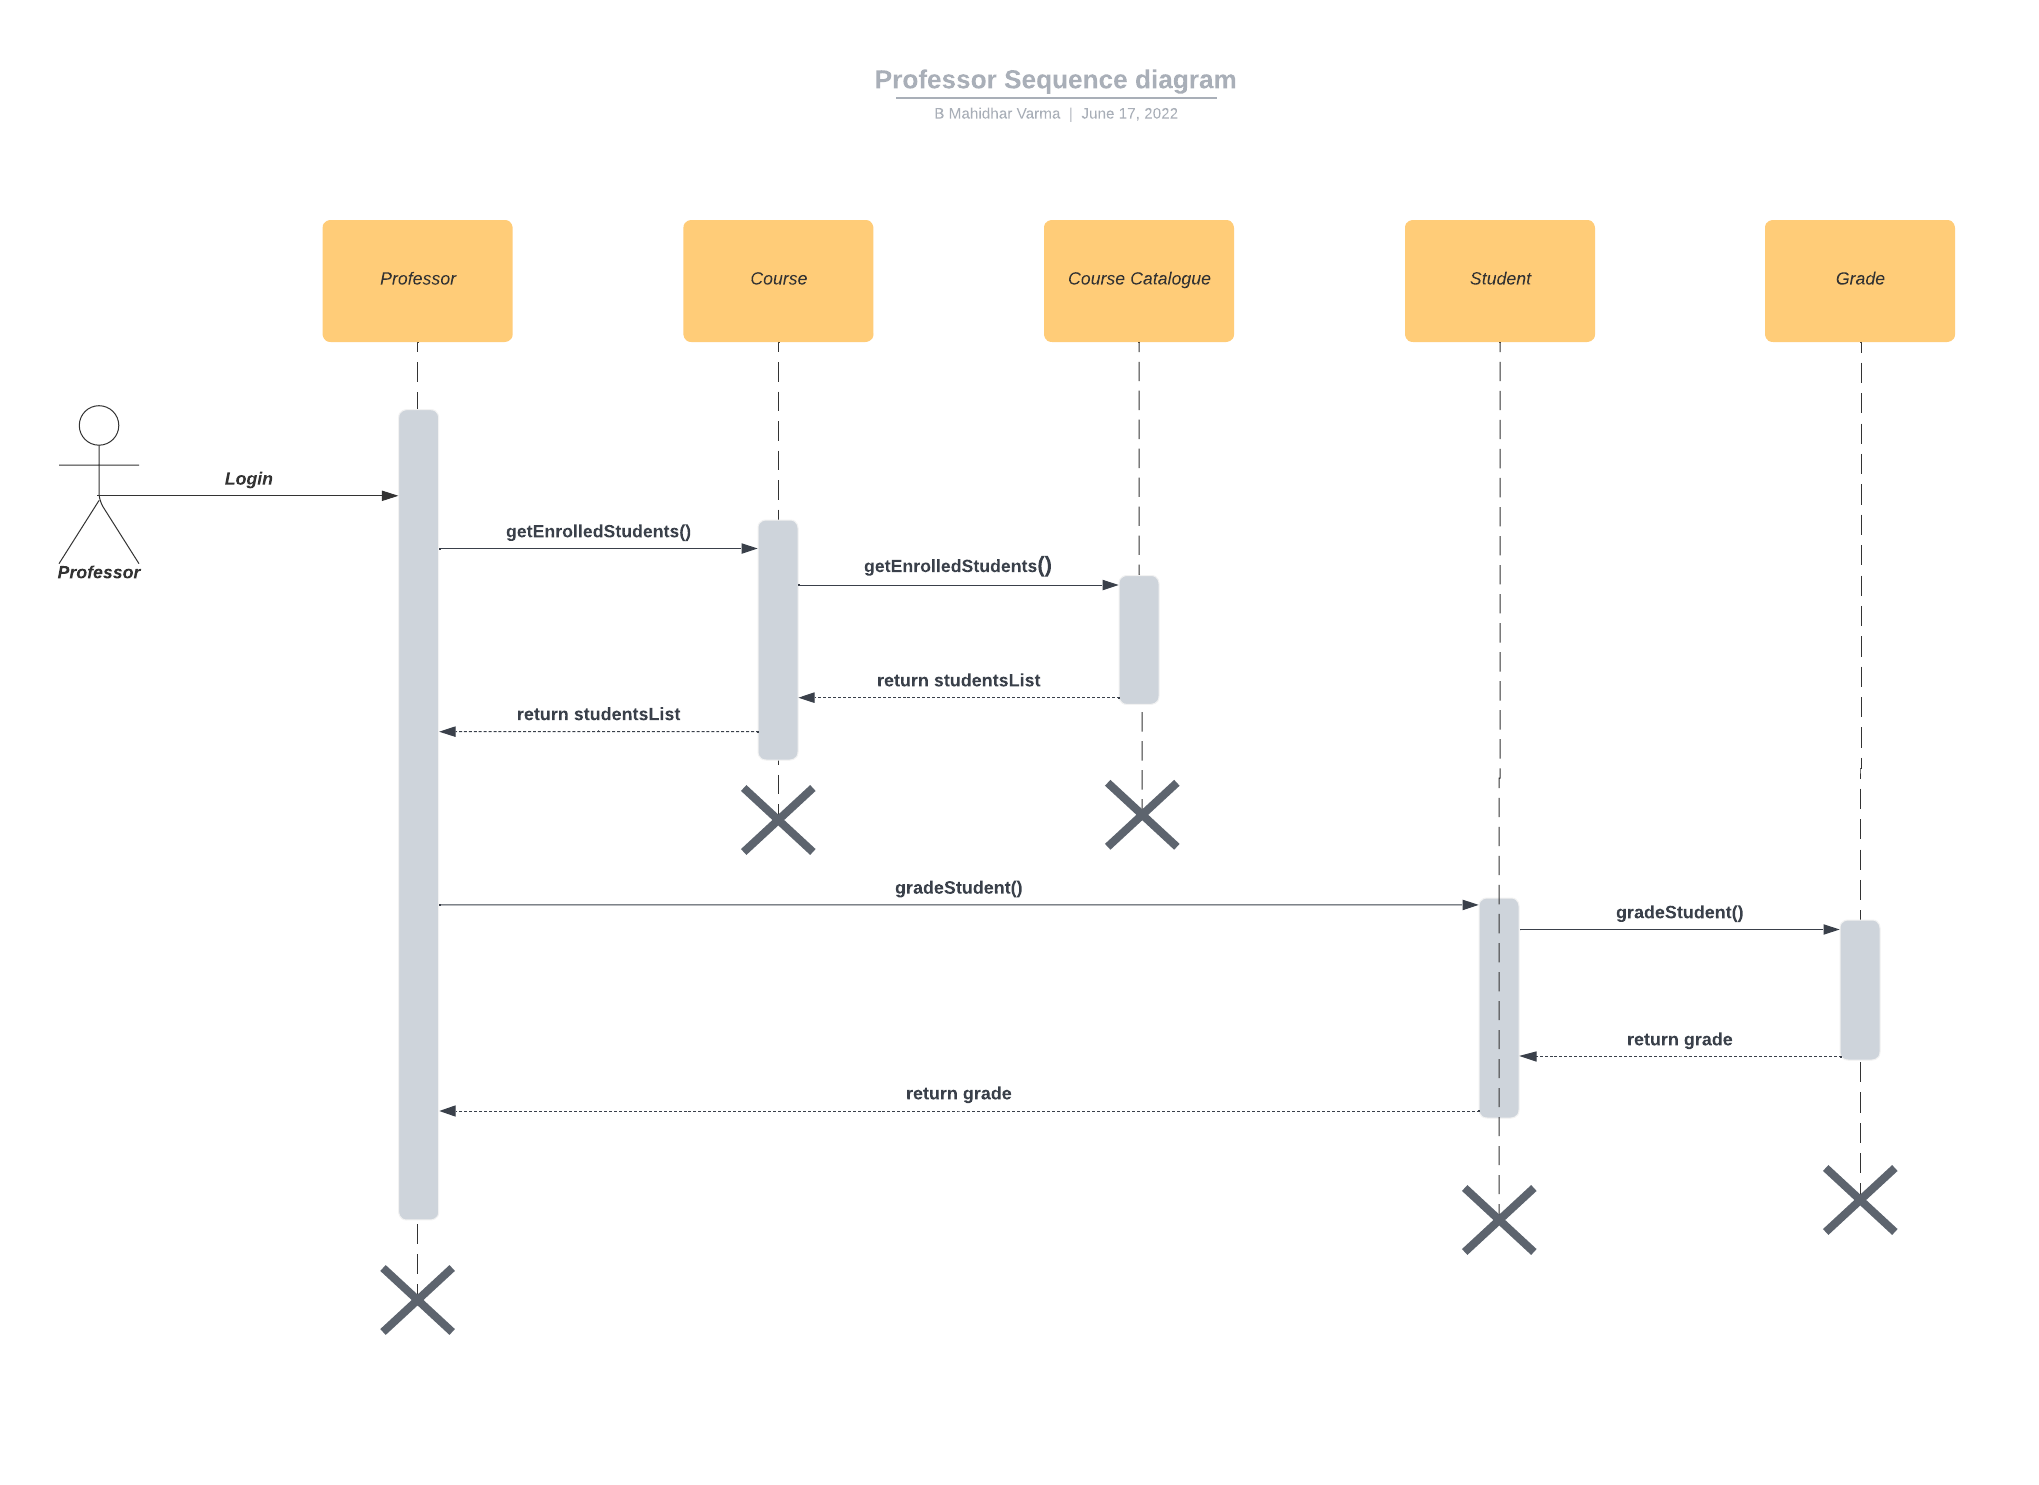 Professor Sequence diagram
B Mahidhar Varma | June 17, 2022
Professor
Course
Course Catalogue
Student
Grade
Login
getEnrolledStudents()
getEnrolledStudents()
Professor
return studentsList
return studentsList
gradeStudent()
gradeStudent()
return grade
return grade